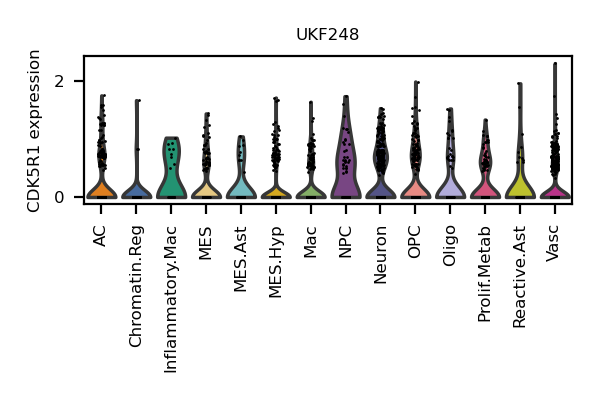 UKF248
CDK5R1 expression
2
0
AC
Chromatin.Reg
Inflammatory.Mac
MES
MES.Ast
MES.Hyp
Mac
NPC
Neuron
OPC
Oligo
Prolif.Metab
Reactive.Ast
Vasc